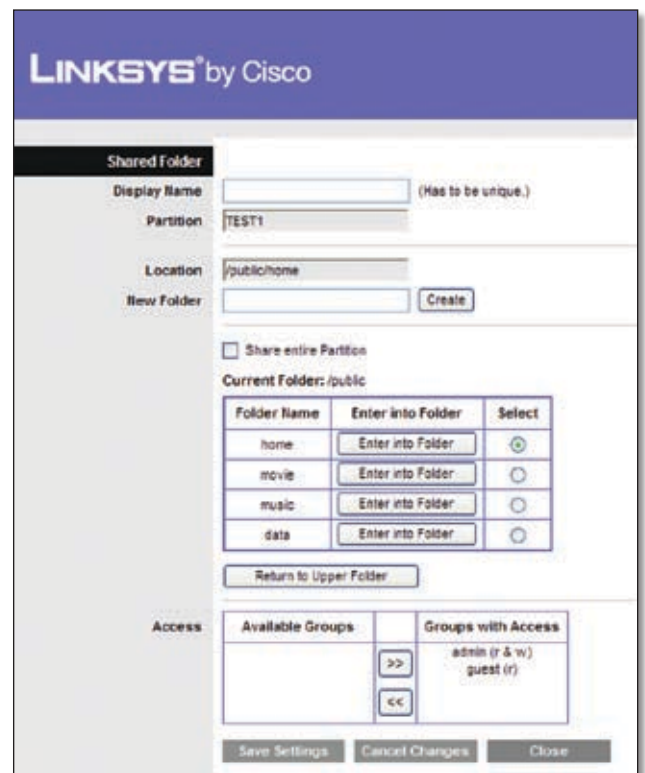 LINKSYS® by Cisco
Shared Folder
Display Name (Has to be unique.)
Partition TEST1
Location /public/home
New Folder Create
Share entire Partition
Current Folder: /public
Folder Name Enter into Folder Select
home Enter into Folder
movie Enter into Folder
music Enter into Folder
data Enter into Folder
Return to Upper Folder
Access Available Groups Groups with Access
admin (r & w)
>> guest (r)
<<
Save Settings Cancel Changes Close